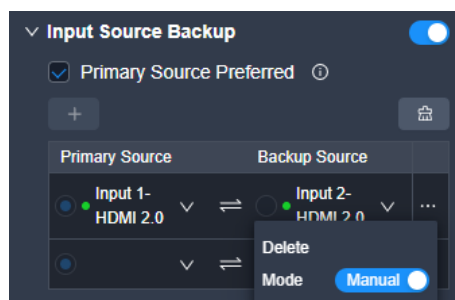 Input Source Backup
Primary Source Preferred
Primary Source Backup Source
Input 1- Input 2-
HDMI 2.0 HDMI 2.0
Delete
Mode Manual